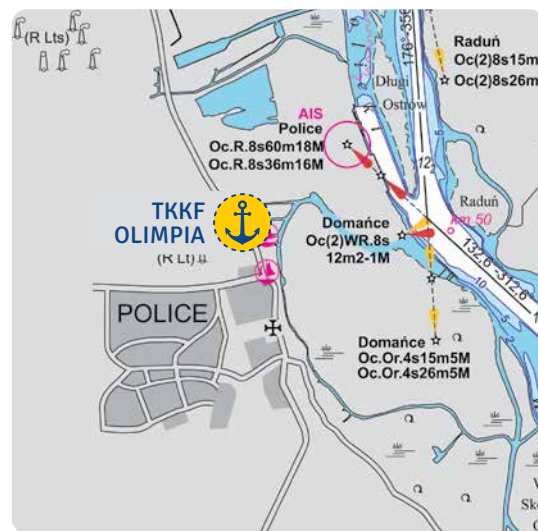 (R Lts)
176°-356
Raduń
Oc(2)8s15m
Oc(2)8s26m
Długi
Ostrów
AIS
Police
Oc.R.8s60m18M
Oc.R.8s36m16M
12
5
TKKF
OLIMPIA
(R Lt)
Raduń
km 50
Domańce
Oc(2)WR.8s
12m2-1M
132,6°-312,6°
10
5
POLICE
Domańce
Oc.Or.4s15m5M
Oc.Or.4s26m5M
2